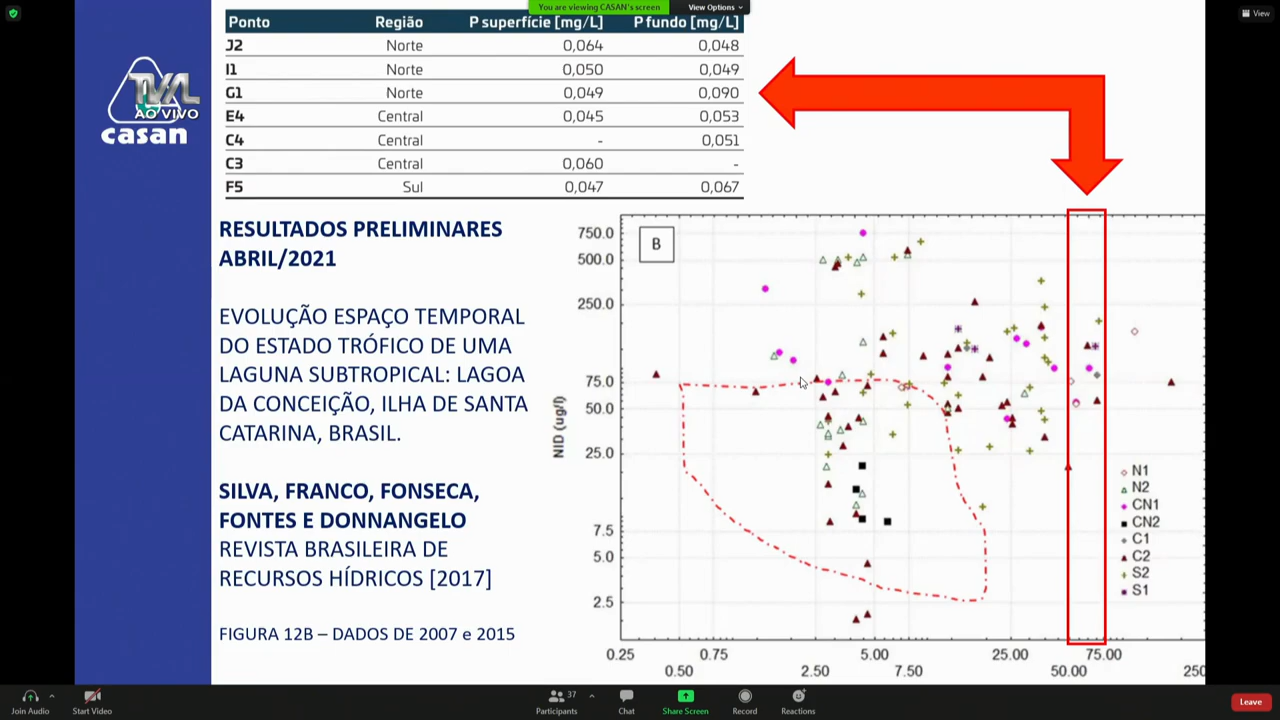 You are viewing CASAN's screen View Options
View
TVAL
AO VIVO
casan
Ponto Região P superfície [mg/L] P fundo [mg/L]
J2 Norte 0,064 0,048
I1 Norte 0,050 0,049
G1 Norte 0,049 0,090
E4 Central 0,045 0,053
C4 Central - 0,051
C3 Central 0,060 -
F5 Sul 0,047 0,067
RESULTADOS PRELIMINARES
ABRIL/2021
EVOLUÇÃO ESPAÇO TEMPORAL
DO ESTADO TRÓFICO DE UMA
LAGUNA SUBTROPICAL: LAGOA
DA CONCEIÇÃO, ILHA DE SANTA
CATARINA, BRASIL.
SILVA, FRANCO, FONSECA,
FONTES E DONNANGELO
REVISTA BRASILEIRA DE
RECURSOS HÍDRICOS [2017]
FIGURA 12B – DADOS DE 2007 e 2015
B
NID (ug/l)
750.0
500.0
250.0
75.0
50.0
25.0
7.5
5.0
2.5
0.25 0.75 5.00 25.00 75.00
0.50 2.50 7.50 50.00 250
N1
N2
CN1
CN2
C1
C2
S2
S1
Join Audio
Start Video
37
Participants
Chat
Share Screen
Record
Reactions
Leave